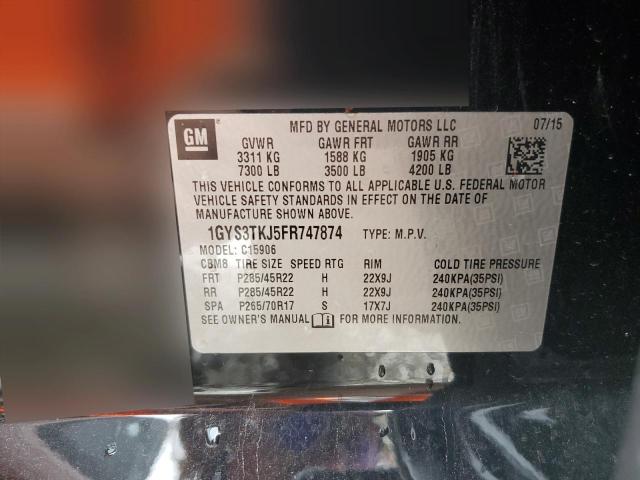 GM
MFD BY GENERAL MOTORS LLC 07/15
GVWR GAWR FRT GAWR RR
3311 KG 1588 KG 1905 KG
7300 LB 3500 LB 4200 LB
THIS VEHICLE CONFORMS TO ALL APPLICABLE U.S. FEDERAL MOTOR
VEHICLE SAFETY STANDARDS IN EFFECT ON THE DATE OF
MANUFACTURE SHOWN ABOVE.
1GYS3TKJ5FR747874 TYPE: M.P.V.
MODEL: C15906
CBM8 TIRE SIZE SPEED RTG RIM COLD TIRE PRESSURE
FRT P285/45R22 H 22X9J 240KPA(35PSI)
RR P285/45R22 H 22X9J 240KPA(35PSI)
SPA P265/70R17 S 17X7J 240KPA(35PSI)
SEE OWNER'S MANUAL FOR MORE INFORMATION.